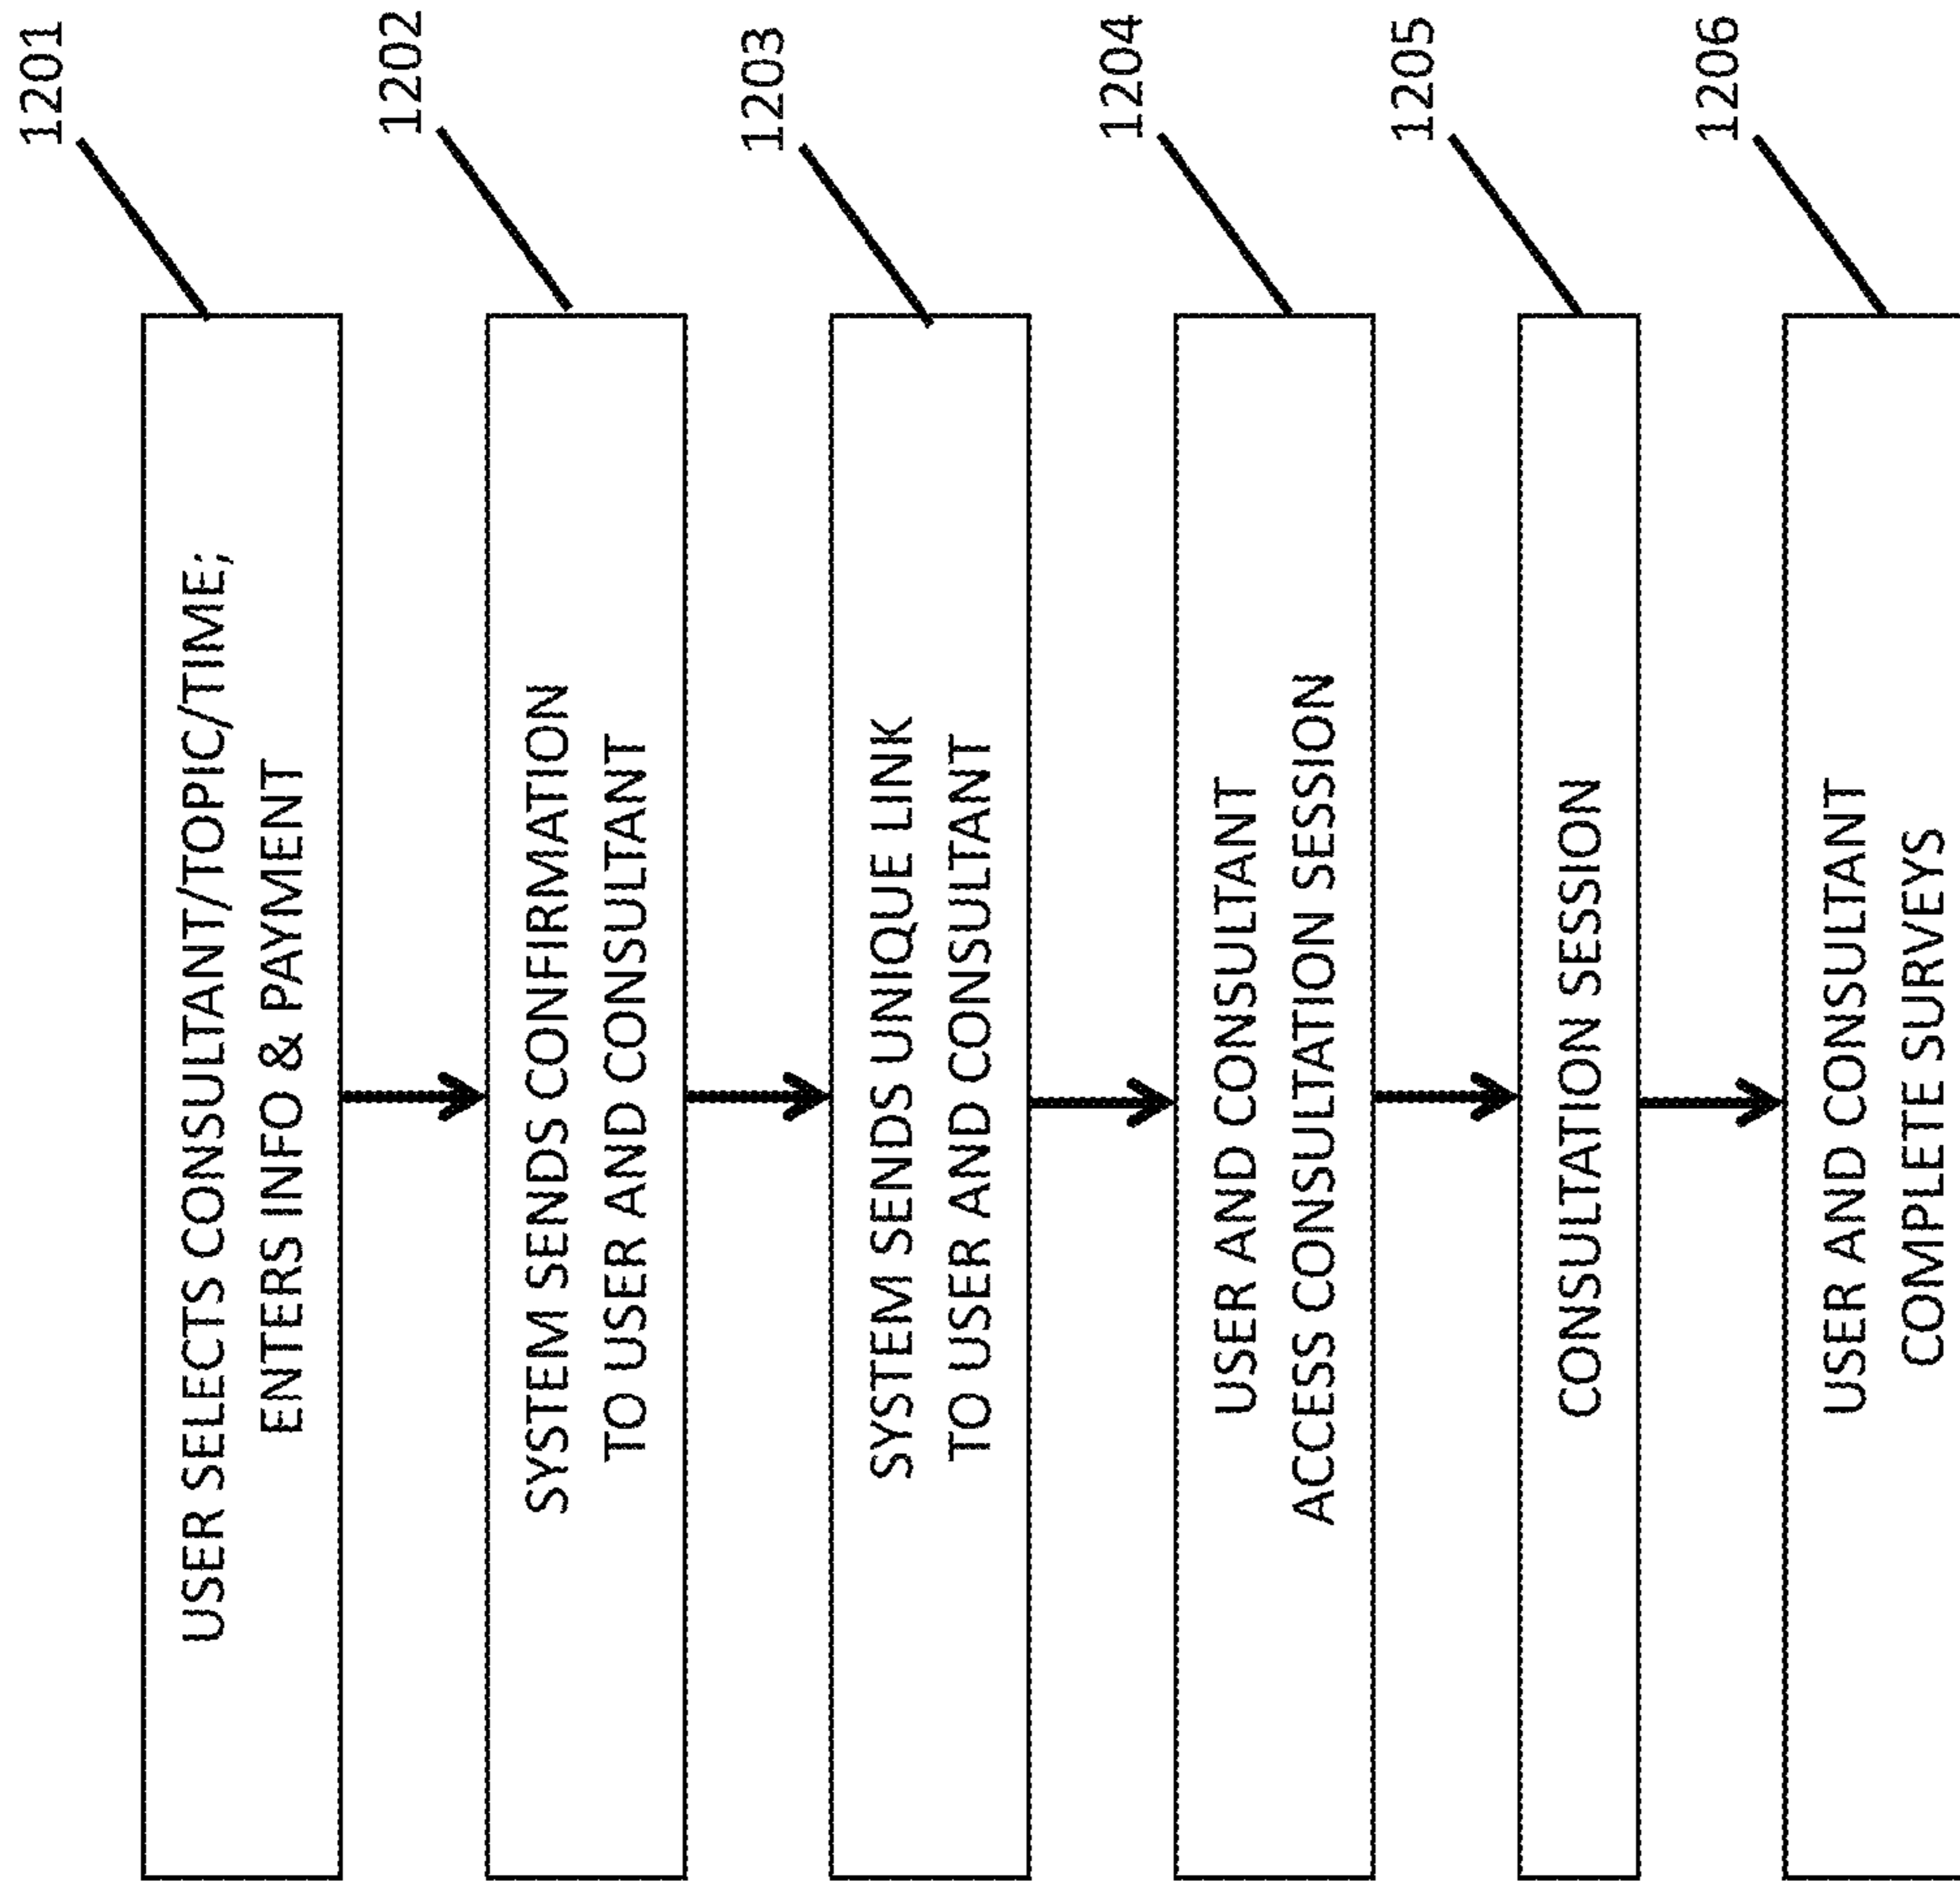 1201
USER SELECTS CONSULTANT/TOPIC/TIME;
ENTERS INFO & PAYMENT
1202
SYSTEM SENDS CONFIRMATION
TO USER AND CONSULTANT
1203
SYSTEM SENDS UNIQUE LINK
TO USER AND CONSULTANT
1204
USER AND CONSULTANT
ACCESS CONSULTATION SESSION
1205
CONSULTATION SESSION
1206
USER AND CONSULTANT
COMPLETE SURVEYS